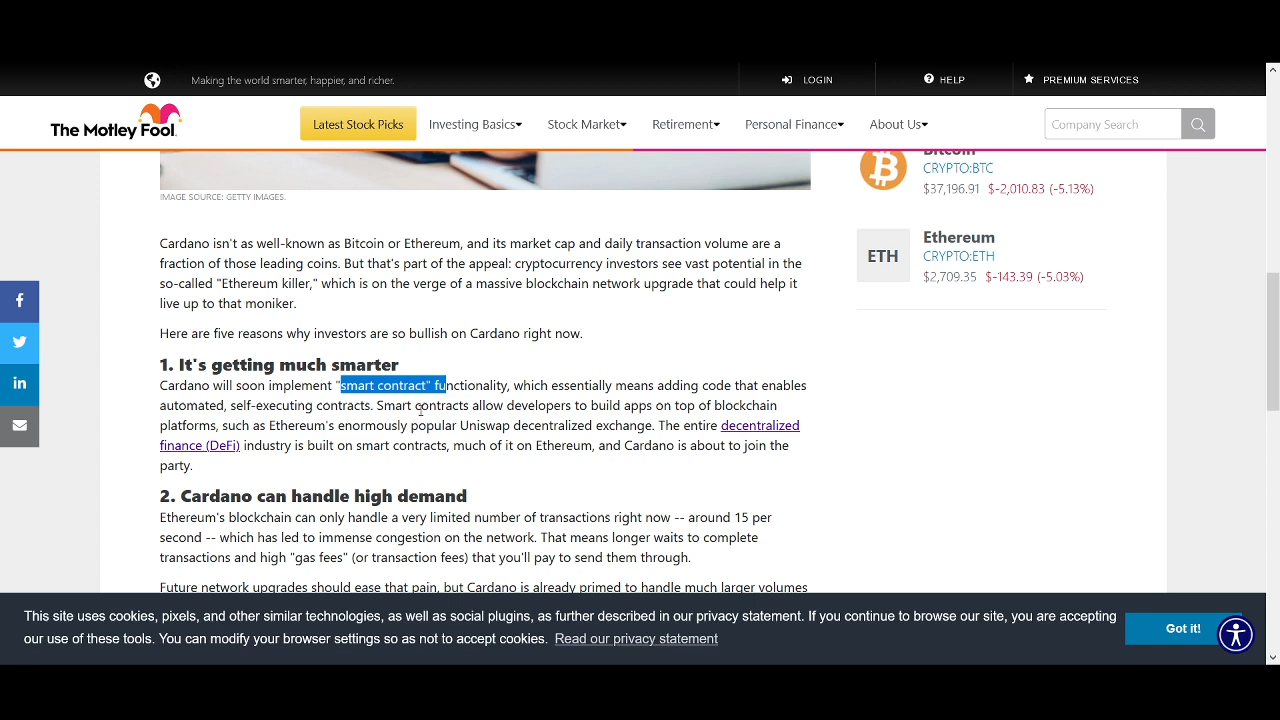 Making the world smarter, happier, and richer.
LOGIN
HELP
PREMIUM SERVICES
The Motley Fool.
Latest Stock Picks
Investing Basics
Stock Market
Retirement
Personal Finance
About Us
Company Search
IMAGE SOURCE: GETTY IMAGES.
Cardano isn't as well-known as Bitcoin or Ethereum, and its market cap and daily transaction volume are a
fraction of those leading coins. But that's part of the appeal: cryptocurrency investors see vast potential in the
so-called "Ethereum killer," which is on the verge of a massive blockchain network upgrade that could help it
live up to that moniker.
Here are five reasons why investors are so bullish on Cardano right now.
1. It's getting much smarter
Cardano will soon implement "smart contract" functionality, which essentially means adding code that enables
automated, self-executing contracts. Smart contracts allow developers to build apps on top of blockchain
platforms, such as Ethereum's enormously popular Uniswap decentralized exchange. The entire decentralized
finance (DeFi) industry is built on smart contracts, much of it on Ethereum, and Cardano is about to join the
party.
2. Cardano can handle high demand
Ethereum's blockchain can only handle a very limited number of transactions right now -- around 15 per
second -- which has led to immense congestion on the network. That means longer waits to complete
transactions and high "gas fees" (or transaction fees) that you'll pay to send them through.
Future network upgrades should ease that pain, but Cardano is already primed to handle much larger volumes
Bitcoin
CRYPTO:BTC
$37,196.91 $-2,010.83 (-5.13%)
ETH
Ethereum
CRYPTO:ETH
$2,709.35 $-143.39 (-5.03%)
This site uses cookies, pixels, and other similar technologies, as well as social plugins, as further described in our privacy statement. If you continue to browse our site, you are accepting
our use of these tools. You can modify your browser settings so as not to accept cookies. Read our privacy statement
Got it!